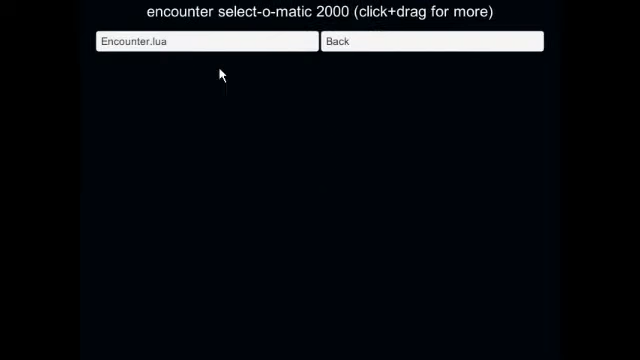 encounter select-o-matic 2000 (click+drag for more)
Encounter.lua
Back